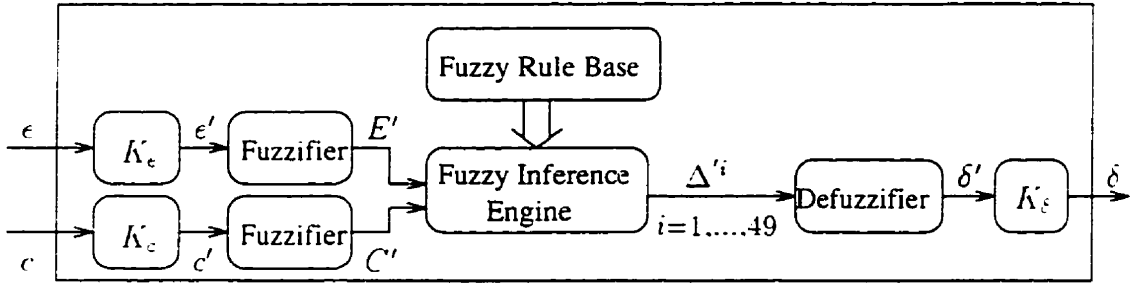 Fuzzy Rule Base
ϵ
K_ϵ
ϵ′
Fuzzifier
E′
Fuzzy Inference
Engine
Δ′ⁱ
i=1,...,49
Defuzzifier
δ′
K_δ
δ
c
K_c
c′
Fuzzifier
C′